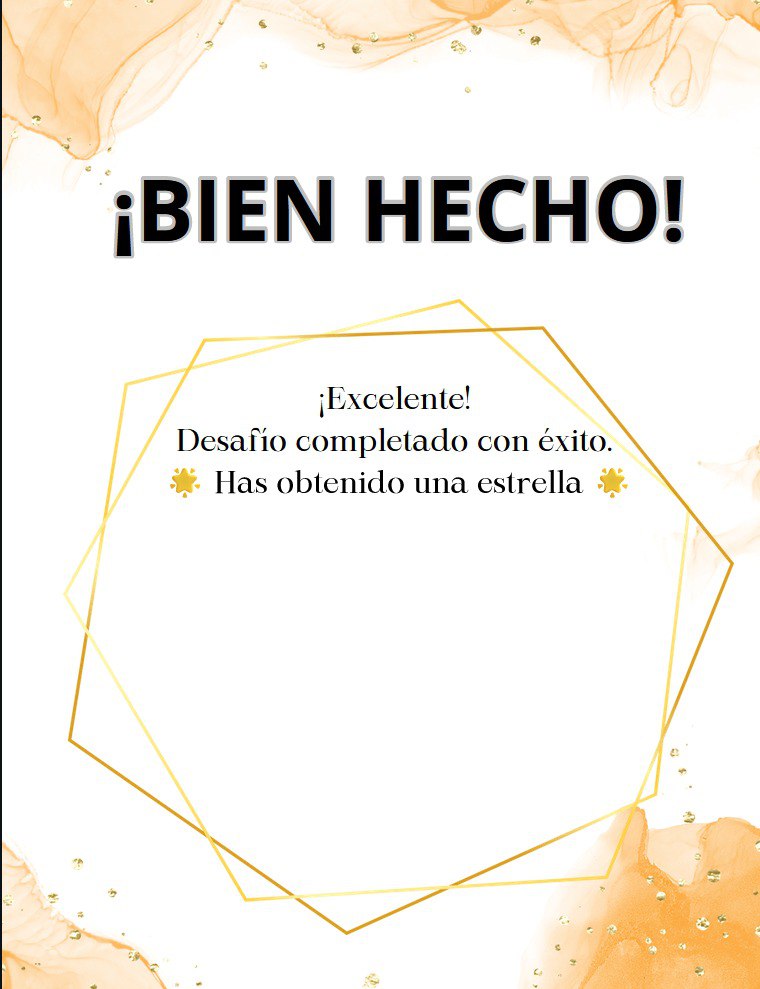 ¡BIEN HECHO!
¡Excelente!
Desafío completado con éxito.
🌟 Has obtenido una estrella 🌟